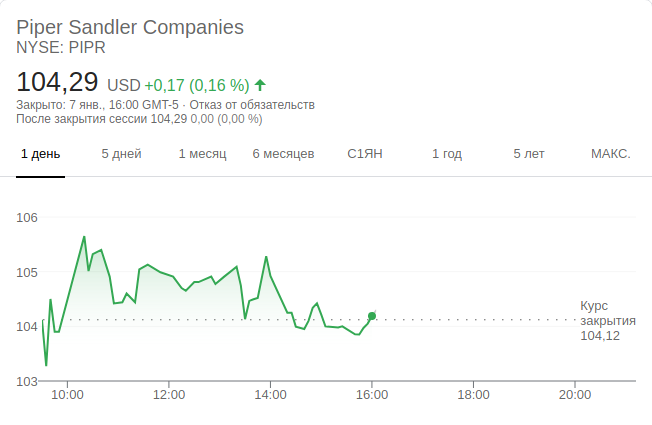 Piper Sandler Companies
NYSE: PIPR
104,29 USD +0,17 (0,16 %)
Закрыто: 7 янв., 16:00 GMT-5 · Отказ от обязательств
После закрытия сессии 104,29 0,00 (0,00 %)
1 день 5 дней 1 месяц 6 месяцев С1ЯН 1 год 5 лет МАКС.
106
105
Курс
104 закрытия
104,12
103
10:00 12:00 14:00 16:00 18:00 20:00